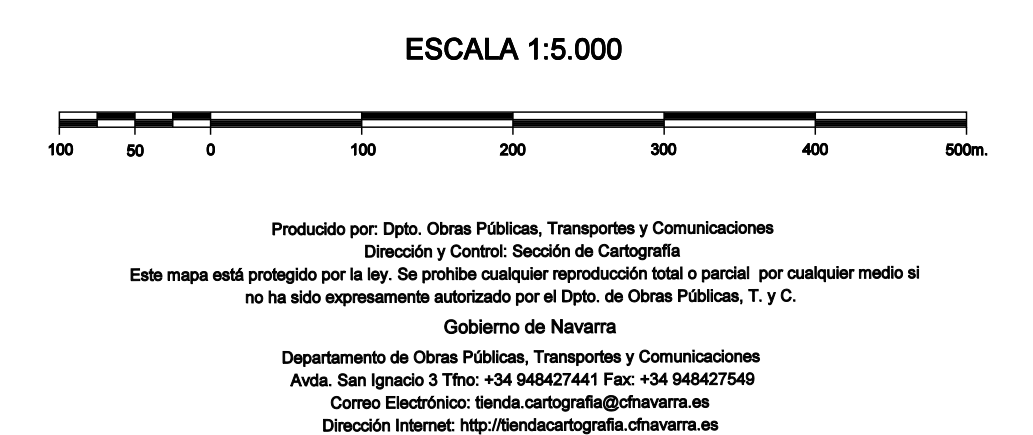 ESCALA 1:5.000
100 50 0 100 200 300 400 500m.
Producido por: Dpto. Obras Públicas, Transportes y Comunicaciones
Dirección y Control: Sección de Cartografía
Este mapa está protegido por la ley. Se prohibe cualquier reproducción total o parcial por cualquier medio si
no ha sido expresamente autorizado por el Dpto. de Obras Públicas, T. y C.
Gobierno de Navarra
Departamento de Obras Públicas, Transportes y Comunicaciones
Avda. San Ignacio 3 Tfno: +34 948427441 Fax: +34 948427549
Correo Electrónico: tienda.cartografia@cfnavarra.es
Dirección Internet: http://tiendacartografia.cfnavarra.es